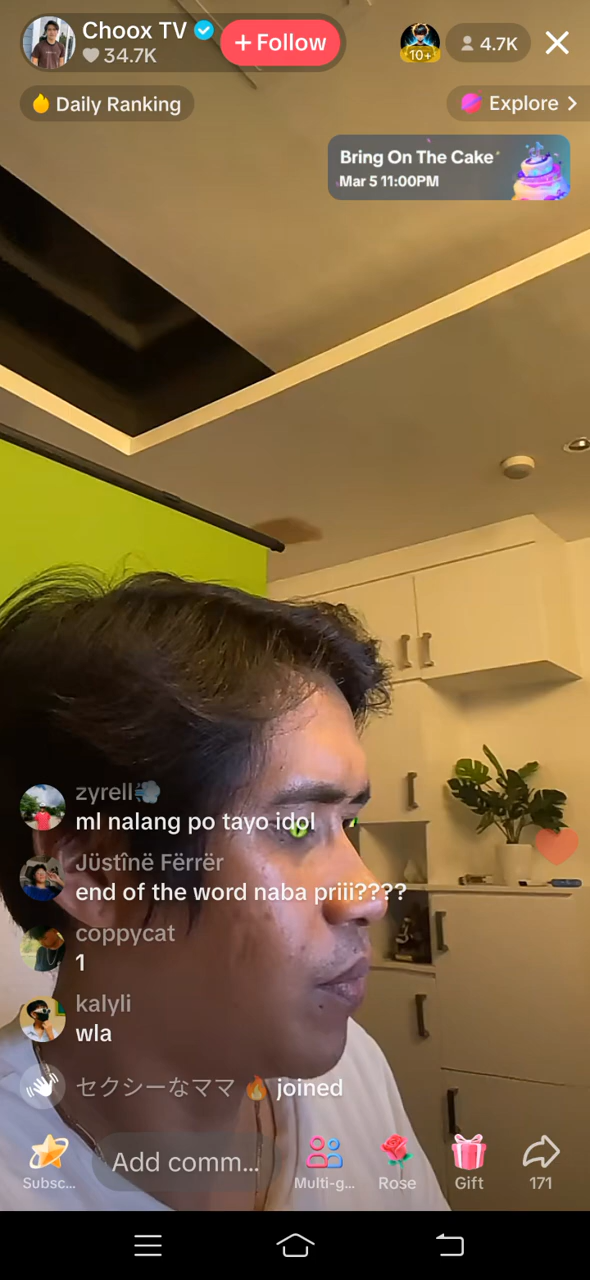 Choox TV
34.7K
+ Follow
10+
4.7K
Daily Ranking
Explore
Bring On The Cake
Mar 5 11:00PM
zyrell
ml nalang po tayo idol
Jüstînë Fërrër
end of the word naba priii????
coppycat
1
kalyli
wla
セクシーなママ joined
Subsc...
Add comm...
Multi-g...
Rose
Gift
171